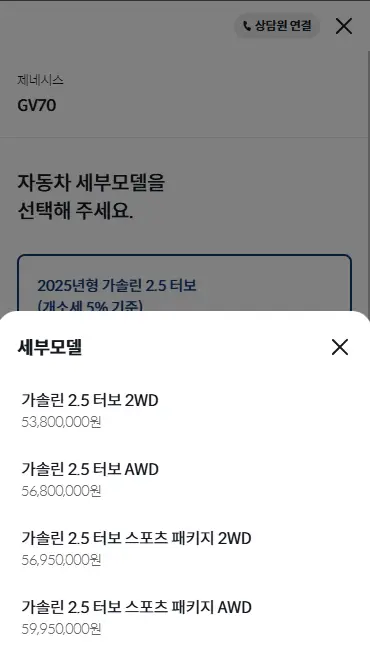 상담원 연결
제네시스
GV70
자동차 세부모델을
선택해 주세요.
2025년형 가솔린 2.5 터보
(개소세 5% 기준)
세부모델
가솔린 2.5 터보 2WD
53,800,000원
가솔린 2.5 터보 AWD
56,800,000원
가솔린 2.5 터보 스포츠 패키지 2WD
56,950,000원
가솔린 2.5 터보 스포츠 패키지 AWD
59,950,000원